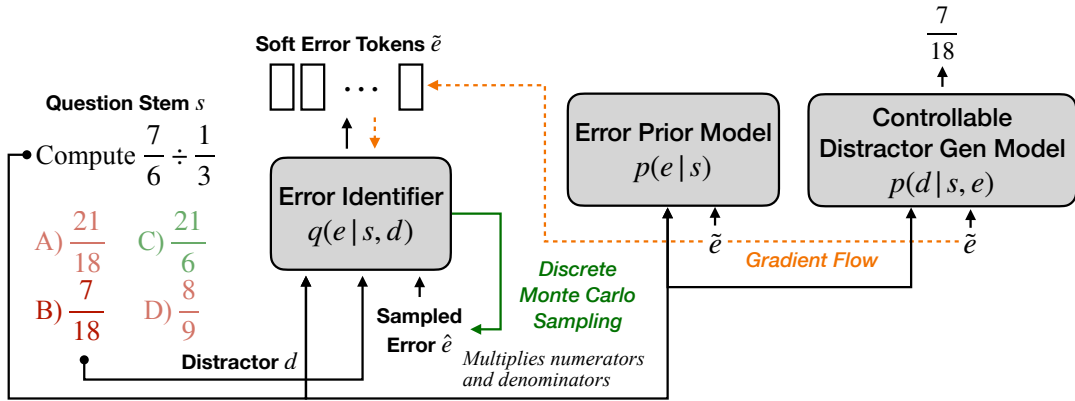 Soft Error Tokens ẽ
Question Stem s
Compute 7/6 ÷ 1/3
A) 21/18 C) 21/6
B) 7/18 D) 8/9
Distractor d
Error Identifier
q(e | s, d)
Sampled
Error ê
Discrete
Monte Carlo
Sampling
Multiplies numerators
and denominators
Error Prior Model
p(e | s)
ẽ
Gradient Flow
7/18
Controllable
Distractor Gen Model
p(d | s, e)
ẽ